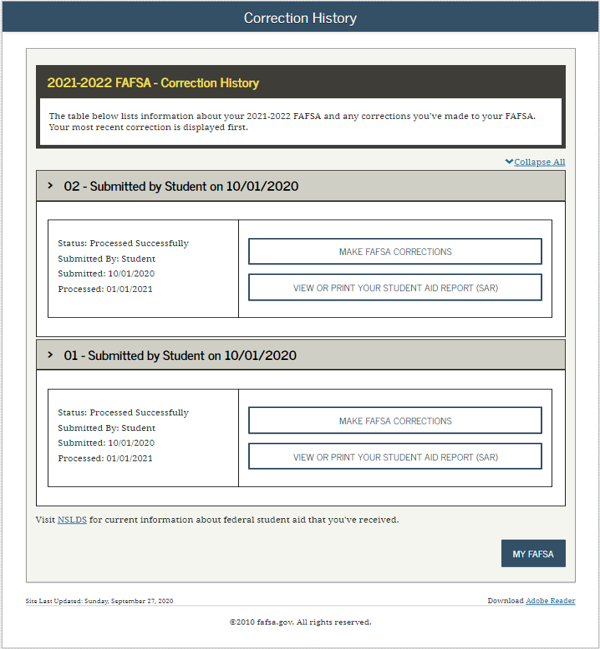 Correction History
2021-2022 FAFSA - Correction History
The table below lists information about your 2021-2022 FAFSA and any corrections you've made to your FAFSA.
Your most recent correction is displayed first.
Collapse All
02 - Submitted by Student on 10/01/2020
Status: Processed Successfully
Submitted By: Student
Submitted: 10/01/2020
Processed: 01/01/2021
MAKE FAFSA CORRECTIONS
VIEW OR PRINT YOUR STUDENT AID REPORT (SAR)
01 - Submitted by Student on 10/01/2020
Status: Processed Successfully
Submitted By: Student
Submitted: 10/01/2020
Processed: 01/01/2021
MAKE FAFSA CORRECTIONS
VIEW OR PRINT YOUR STUDENT AID REPORT (SAR)
Visit NSLDS for current information about federal student aid that you've received.
MY FAFSA
Site Last Updated: Sunday, September 27, 2020
Download Adobe Reader
©2010 fafsa.gov. All rights reserved.